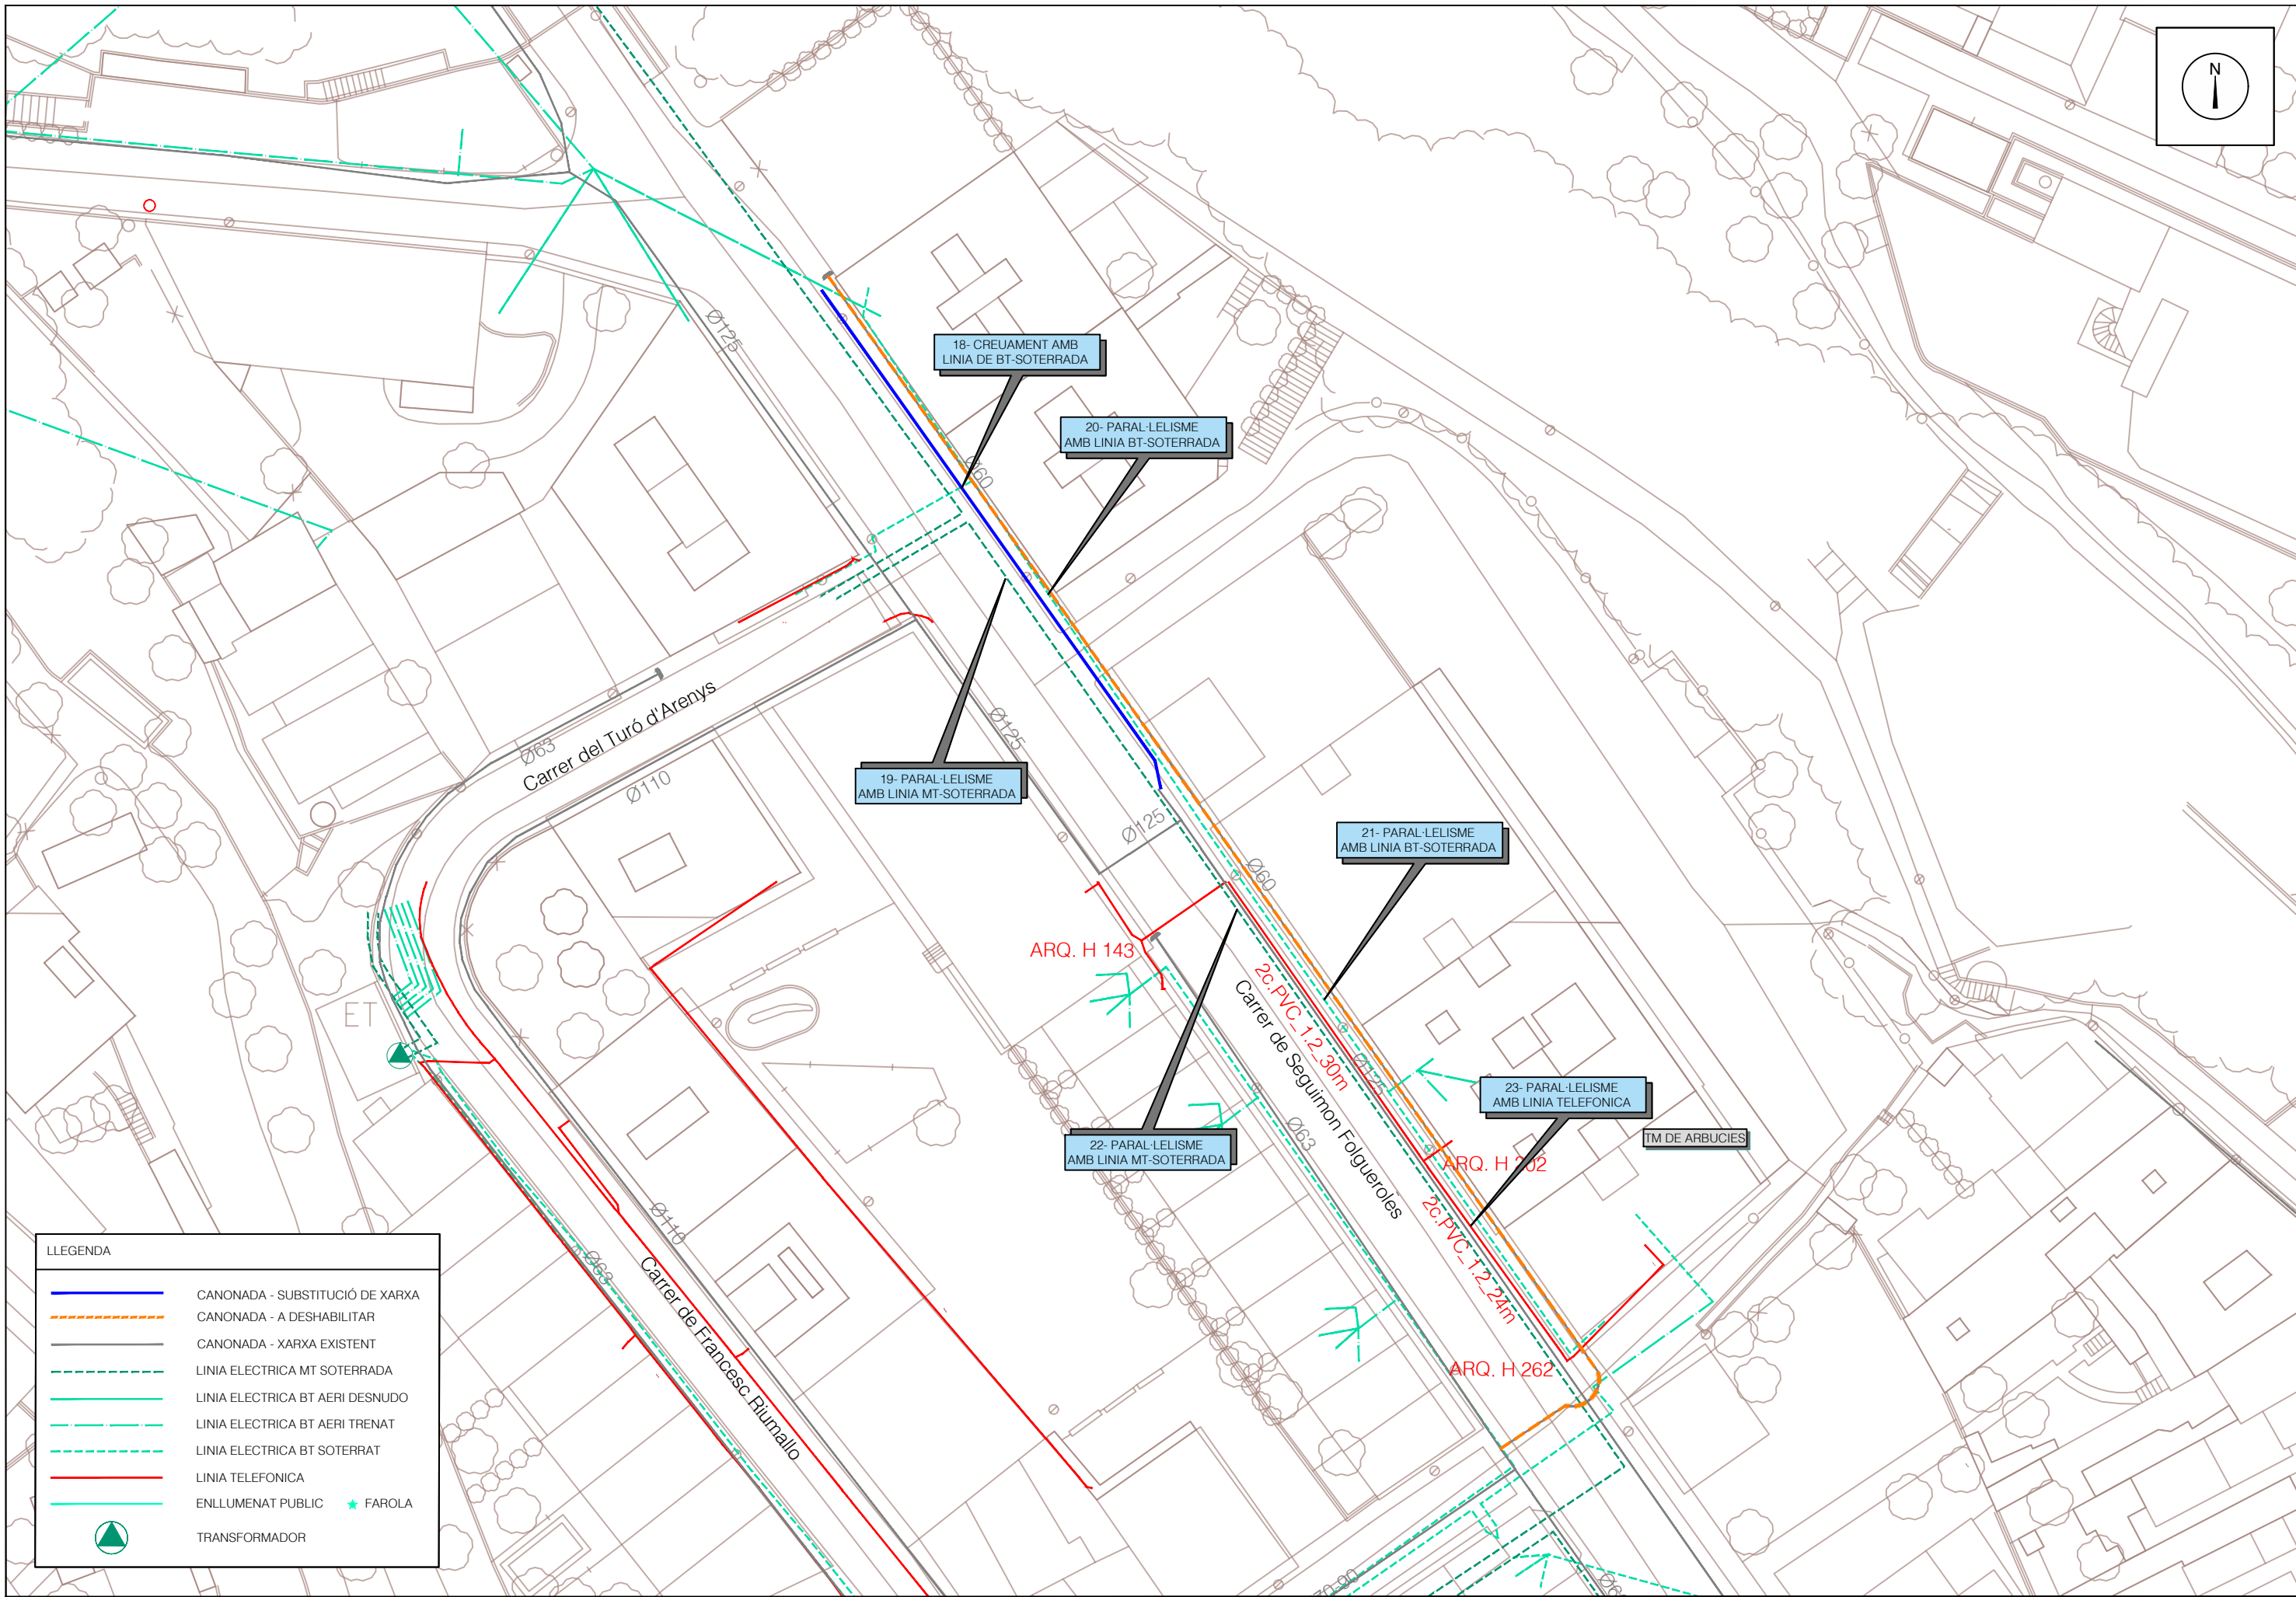 N
Ø125
18- CREUAMENT AMB
LINIA DE BT-SOTERRADA
20- PARAL·LELISME
AMB LINIA BT-SOTERRADA
Ø60
Carrer del Turó d'Arenys
Ø63
Ø110
19- PARAL·LELISME
AMB LINIA MT-SOTERRADA
Ø125
Ø125
21- PARAL·LELISME
AMB LINIA BT-SOTERRADA
Ø60
ARQ. H 143
2c.PVC_1.2_30m
Carrer de Seguimon Folgueroles
ET
Ø125
23- PARAL·LELISME
AMB LINIA TELEFONICA
TM DE ARBUCIES
22- PARAL·LELISME
AMB LINIA MT-SOTERRADA
Ø63
ARQ. H 202
2c.PVC_1.2_24m
ARQ. H 262
Ø110
Ø63
Carrer de Francesc Riumallo
LLEGENDA
CANONADA - SUBSTITUCIÓ DE XARXA
CANONADA - A DESHABILITAR
CANONADA - XARXA EXISTENT
LINIA ELECTRICA MT SOTERRADA
LINIA ELECTRICA BT AERI DESNUDO
LINIA ELECTRICA BT AERI TRENAT
LINIA ELECTRICA BT SOTERRAT
LINIA TELEFONICA
ENLLUMENAT PUBLIC
FAROLA
TRANSFORMADOR